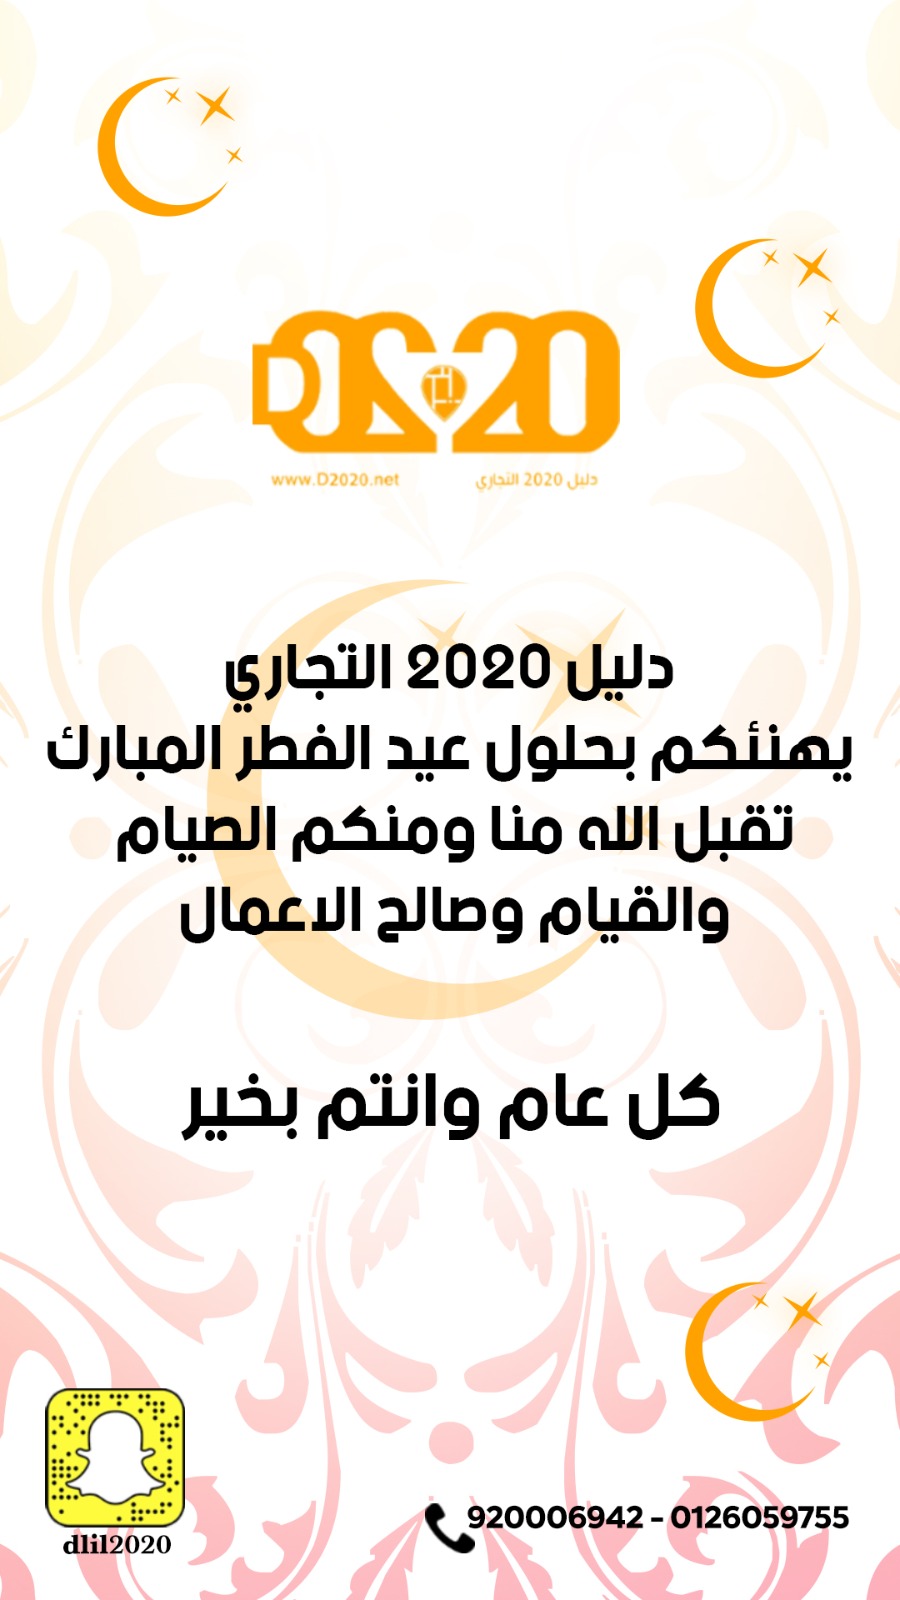 D2020
www.D2020.net دليل 2020 التجاري
دليل 2020 التجاري
يهنئكم بحلول عيد الفطر المبارك
تقبل الله منا ومنكم الصيام
والقيام وصالح الاعمال
كل عام وانتم بخير
920006942 - 0126059755
dlil2020